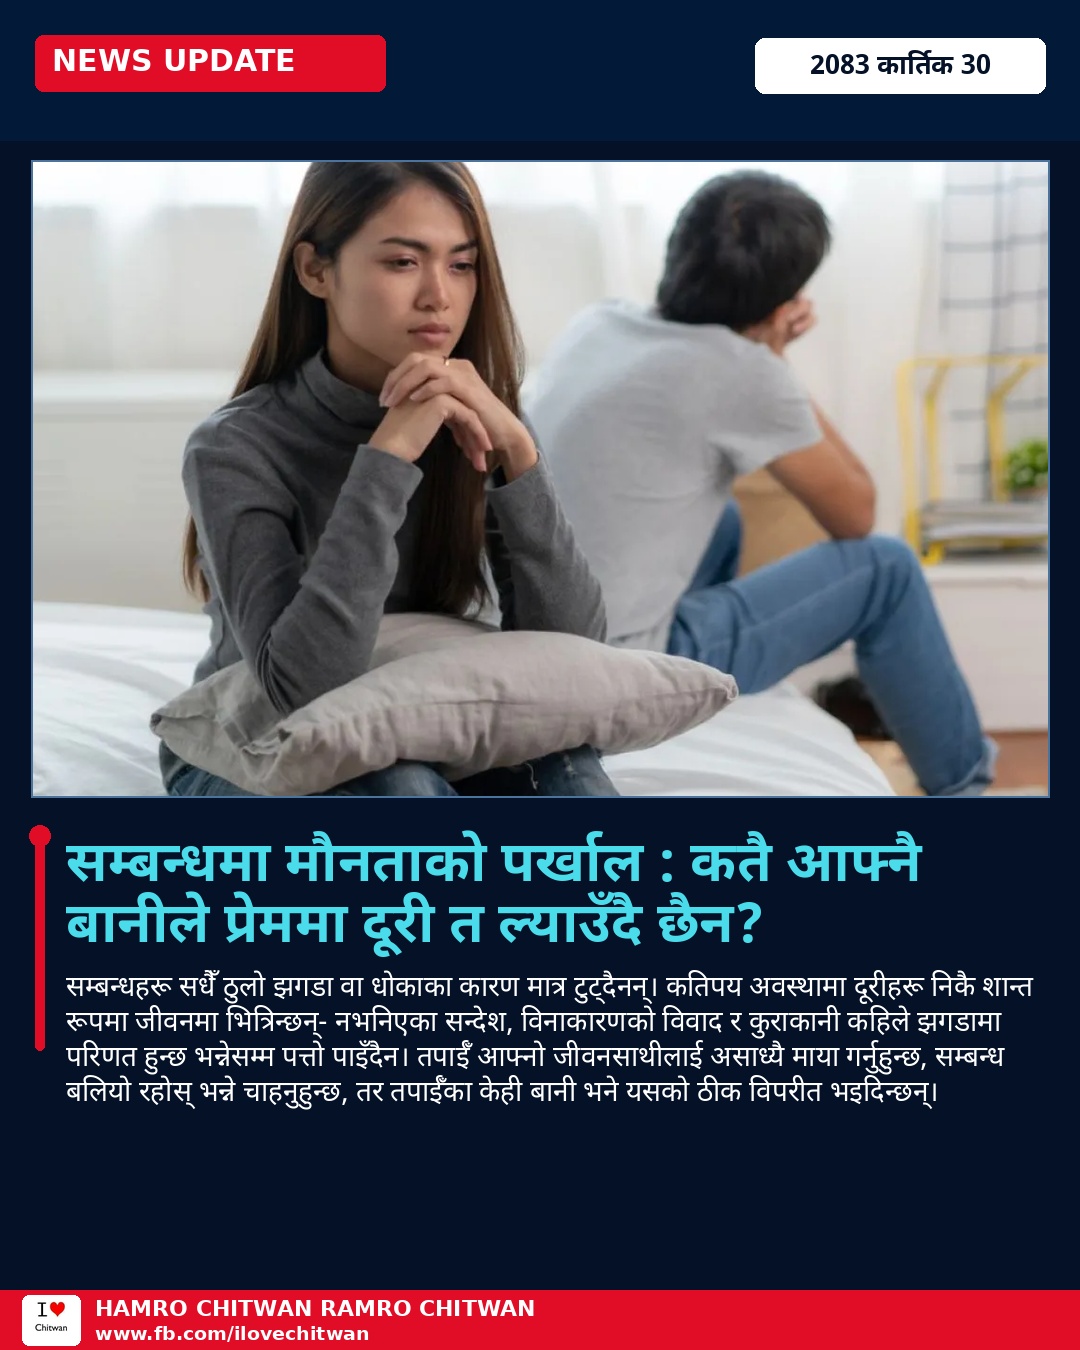 NEWS UPDATE
2083 कार्तिक 30
सम्बन्धमा मौनताको पर्खाल : कतै आफ्नै
बानीले प्रेममा दूरी त ल्याउँदै छैन?
सम्बन्धहरू सधैँ ठुलो झगडा वा धोकाका कारण मात्र टुट्दैनन्। कतिपय अवस्थामा दूरीहरू निकै शान्त
रूपमा जीवनमा भित्रिन्छन्- नभनिएका सन्देश, विनाकारणको विवाद र कुराकानी कहिले झगडामा
परिणत हुन्छ भन्नेसम्म पत्तो पाइँदैन। तपाईँ आफ्नो जीवनसाथीलाई असाध्यै माया गर्नुहुन्छ, सम्बन्ध
बलियो रहोस् भन्ने चाहनुहुन्छ, तर तपाईँका केही बानी भने यसको ठीक विपरीत भइदिन्छन्।
I❤
Chitwan
HAMRO CHITWAN RAMRO CHITWAN
www.fb.com/ilovechitwan